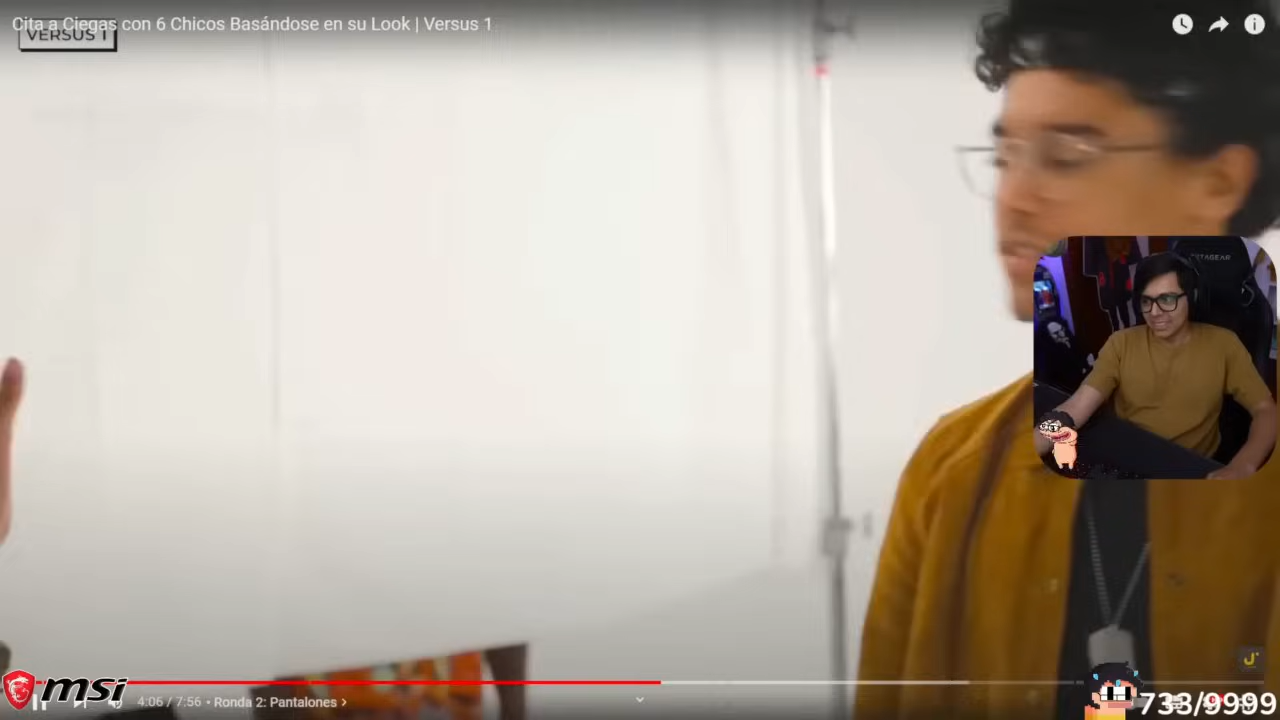 Cita a Ciegas con 6 Chicos Basándose en su Look | Versus 1
VERSUS 1
msi
4:06 / 7:56 • Ronda 2: Pantalones >
733/9999